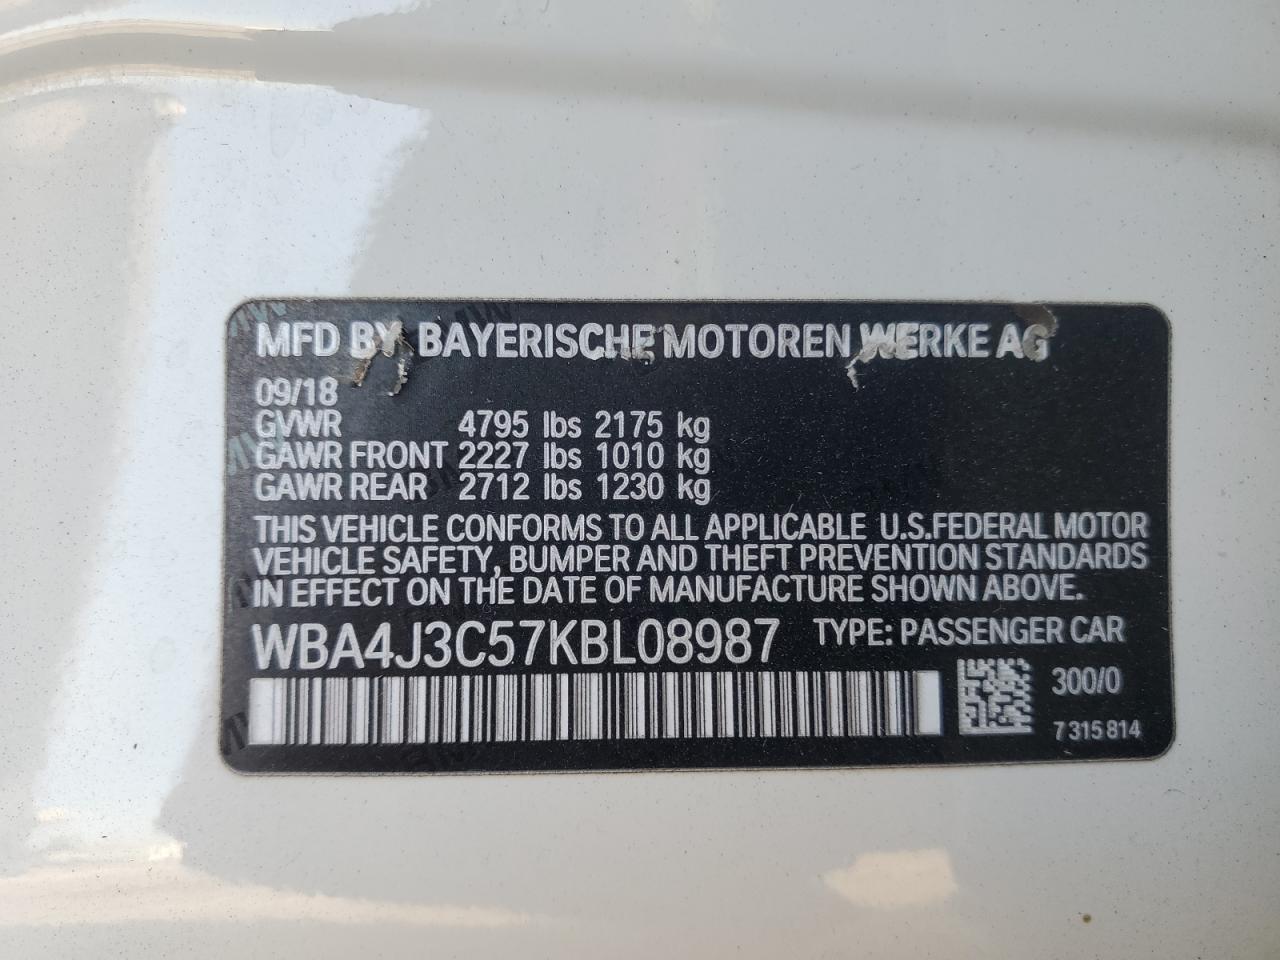 MFD BY BAYERISCHE MOTOREN WERKE AG
09/18
GVWR 4795 lbs 2175 kg
GAWR FRONT 2227 lbs 1010 kg
GAWR REAR 2712 lbs 1230 kg
THIS VEHICLE CONFORMS TO ALL APPLICABLE U.S.FEDERAL MOTOR
VEHICLE SAFETY, BUMPER AND THEFT PREVENTION STANDARDS
IN EFFECT ON THE DATE OF MANUFACTURE SHOWN ABOVE.
WBA4J3C57KBL08987 TYPE: PASSENGER CAR
300/0
7 315 814